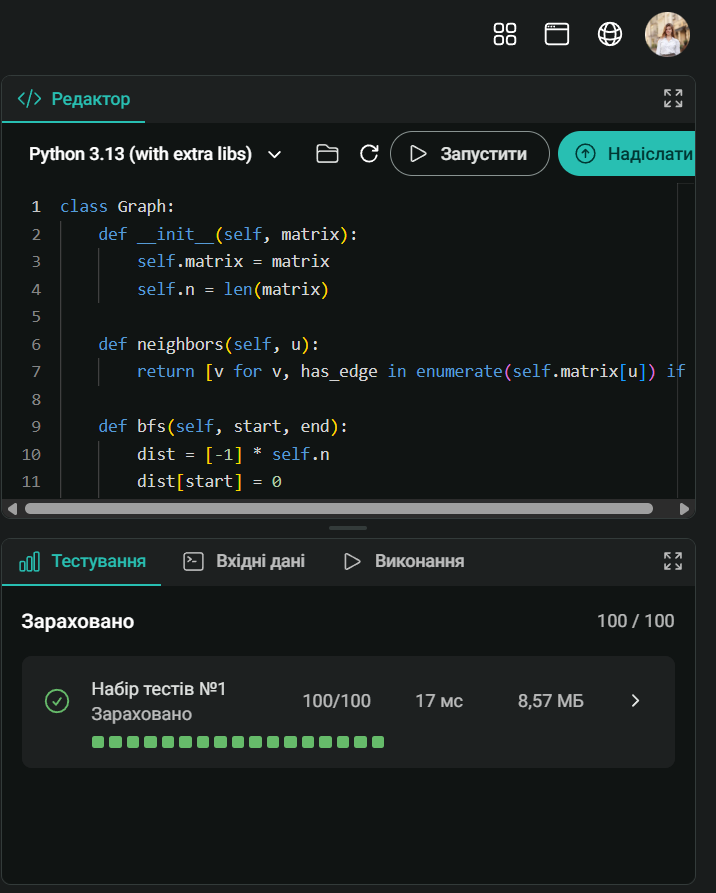 Редактор
Python 3.13 (with extra libs)
Запустити
Надіслати
1 class Graph:
2     def __init__(self, matrix):
3         self.matrix = matrix
4         self.n = len(matrix)
5
6     def neighbors(self, u):
7         return [v for v, has_edge in enumerate(self.matrix[u]) if
8
9     def bfs(self, start, end):
10         dist = [-1] * self.n
11         dist[start] = 0
Тестування
Вхідні дані
Виконання
Зараховано 100 / 100
Набір тестів №1 100/100 17 мс 8,57 МБ
Зараховано